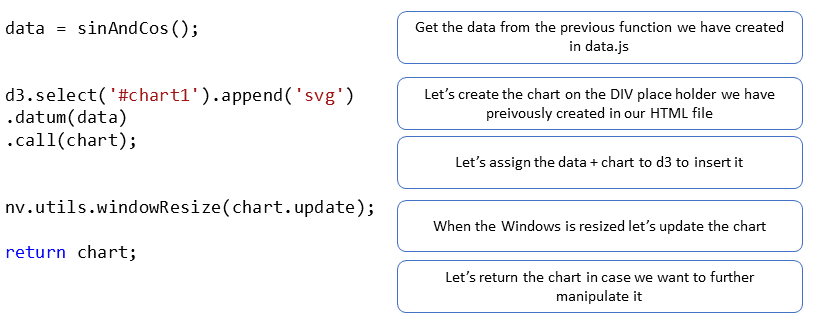 data = sinAndCos();
Get the data from the previous function we have created
in data.js
d3.select('#chart1').append('svg')
.datum(data)
.call(chart);
Let's create the chart on the DIV place holder we have
preivously created in our HTML file
Let's assign the data + chart to d3 to insert it
nv.utils.windowResize(chart.update);
When the Windows is resized let's update the chart
return chart;
Let's return the chart in case we want to further
manipulate it